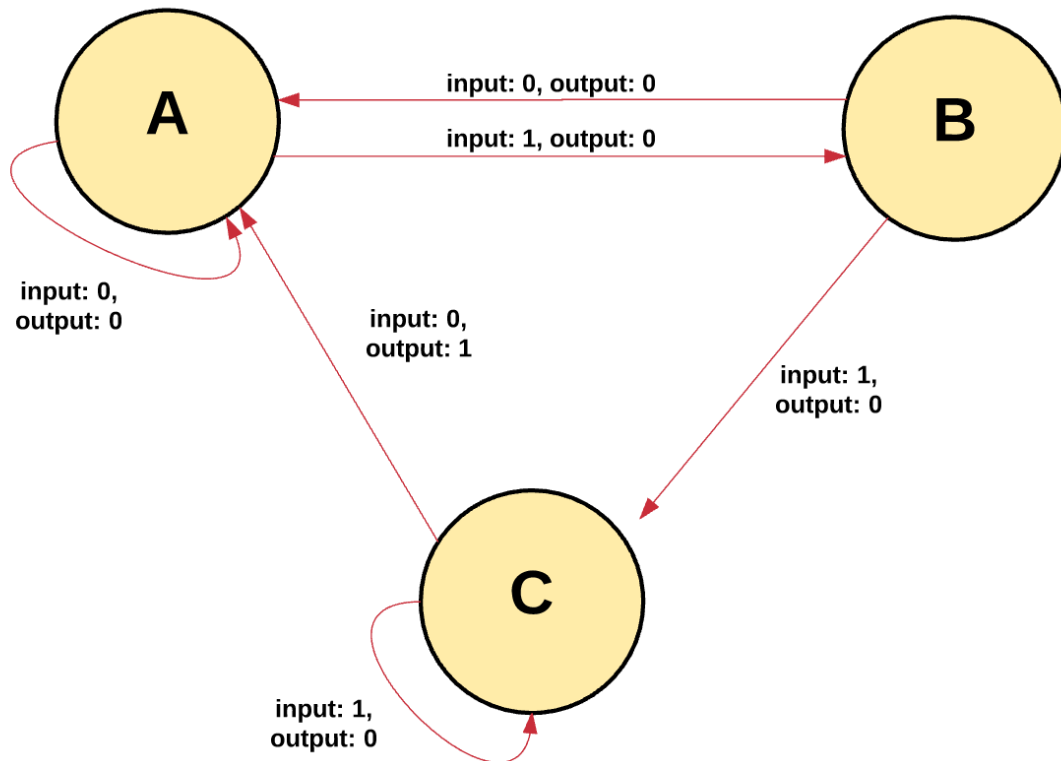 A
B
input: 0, output: 0
input: 1, output: 0
input: 0,
output: 0
input: 0,
output: 1
input: 1,
output: 0
C
input: 1,
output: 0